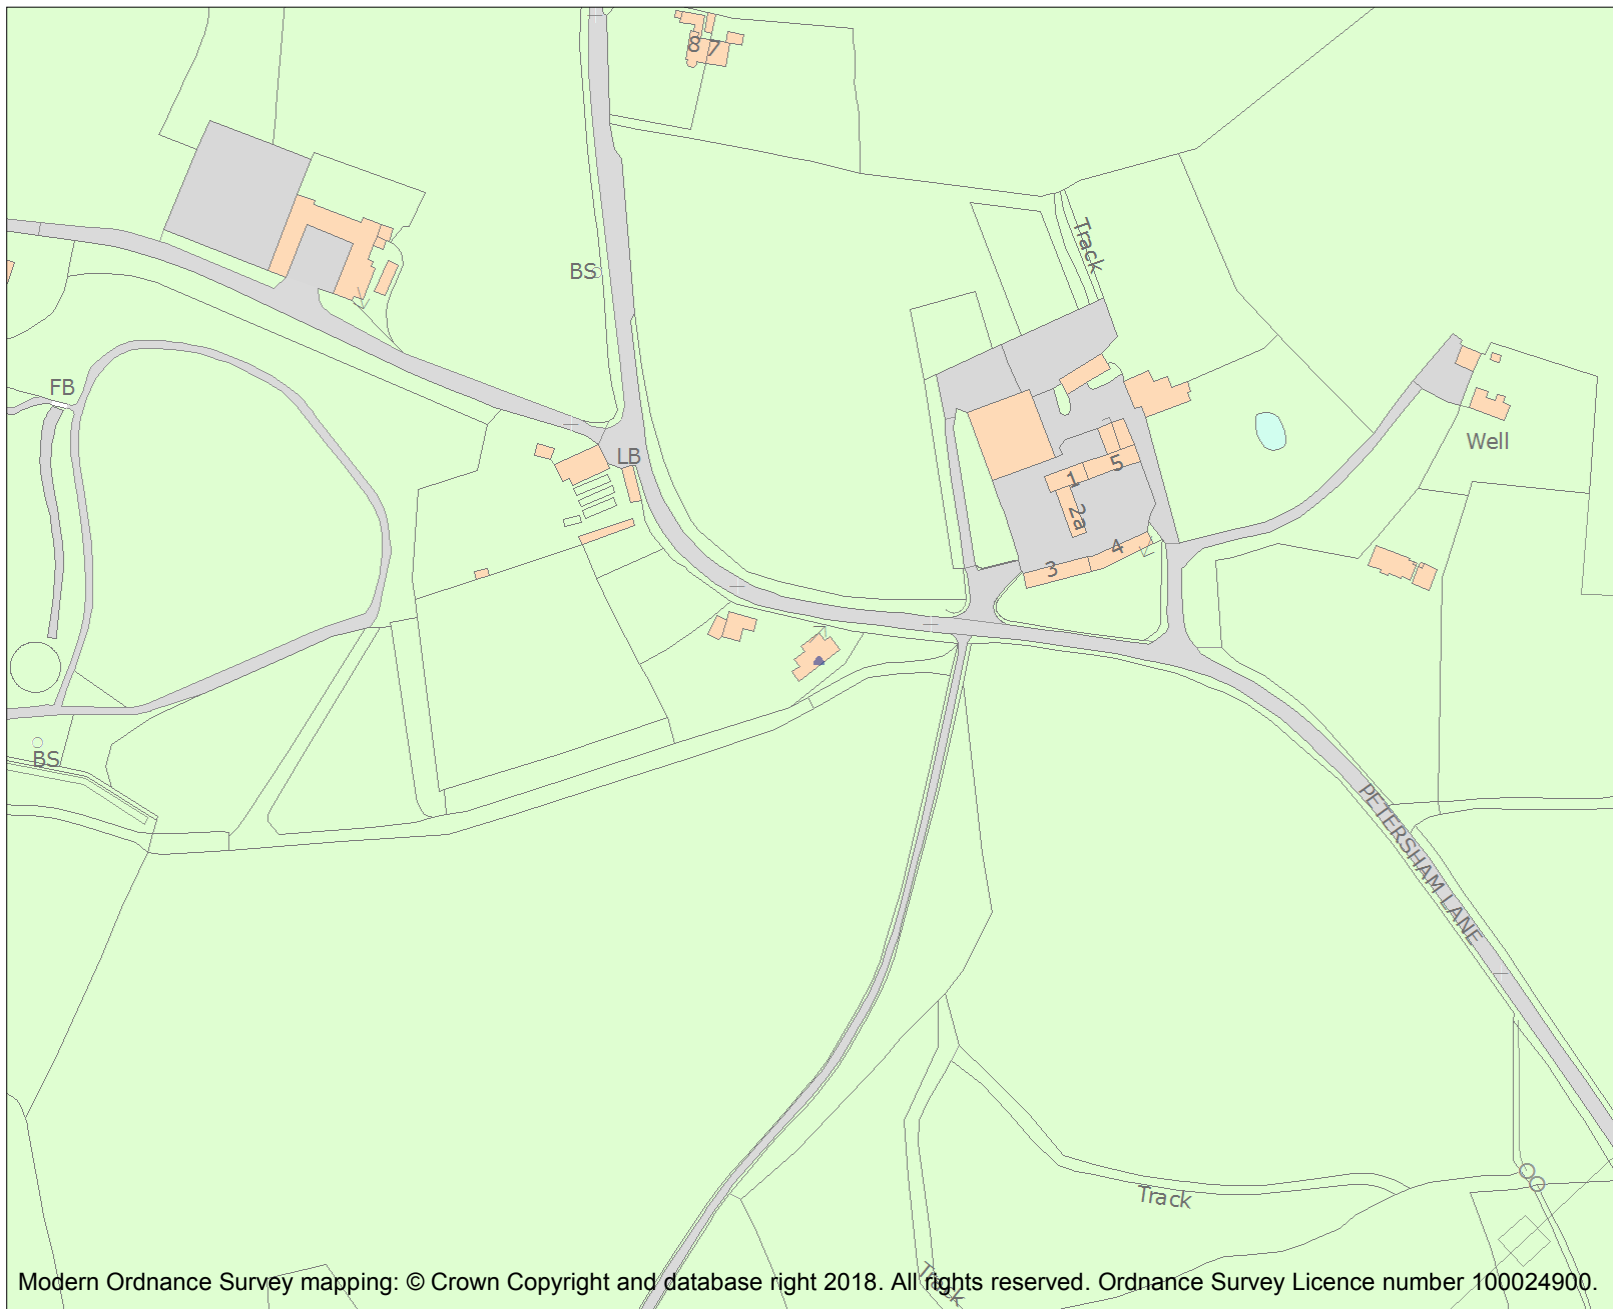 8 7
Track
BS
FB
Well
LB
1
5
2a
4
3
BS
PETERSHAM LANE
Track
Track
Modern Ordnance Survey mapping: © Crown Copyright and database right 2018. All rights reserved. Ordnance Survey Licence number 100024900.